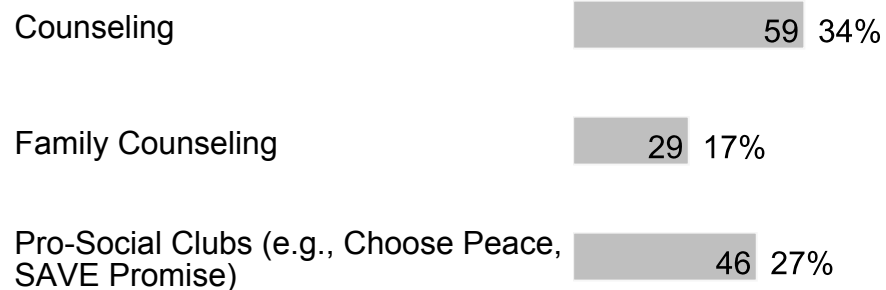 Counseling 59 34%
Family Counseling 29 17%
Pro-Social Clubs (e.g., Choose Peace,
SAVE Promise) 46 27%